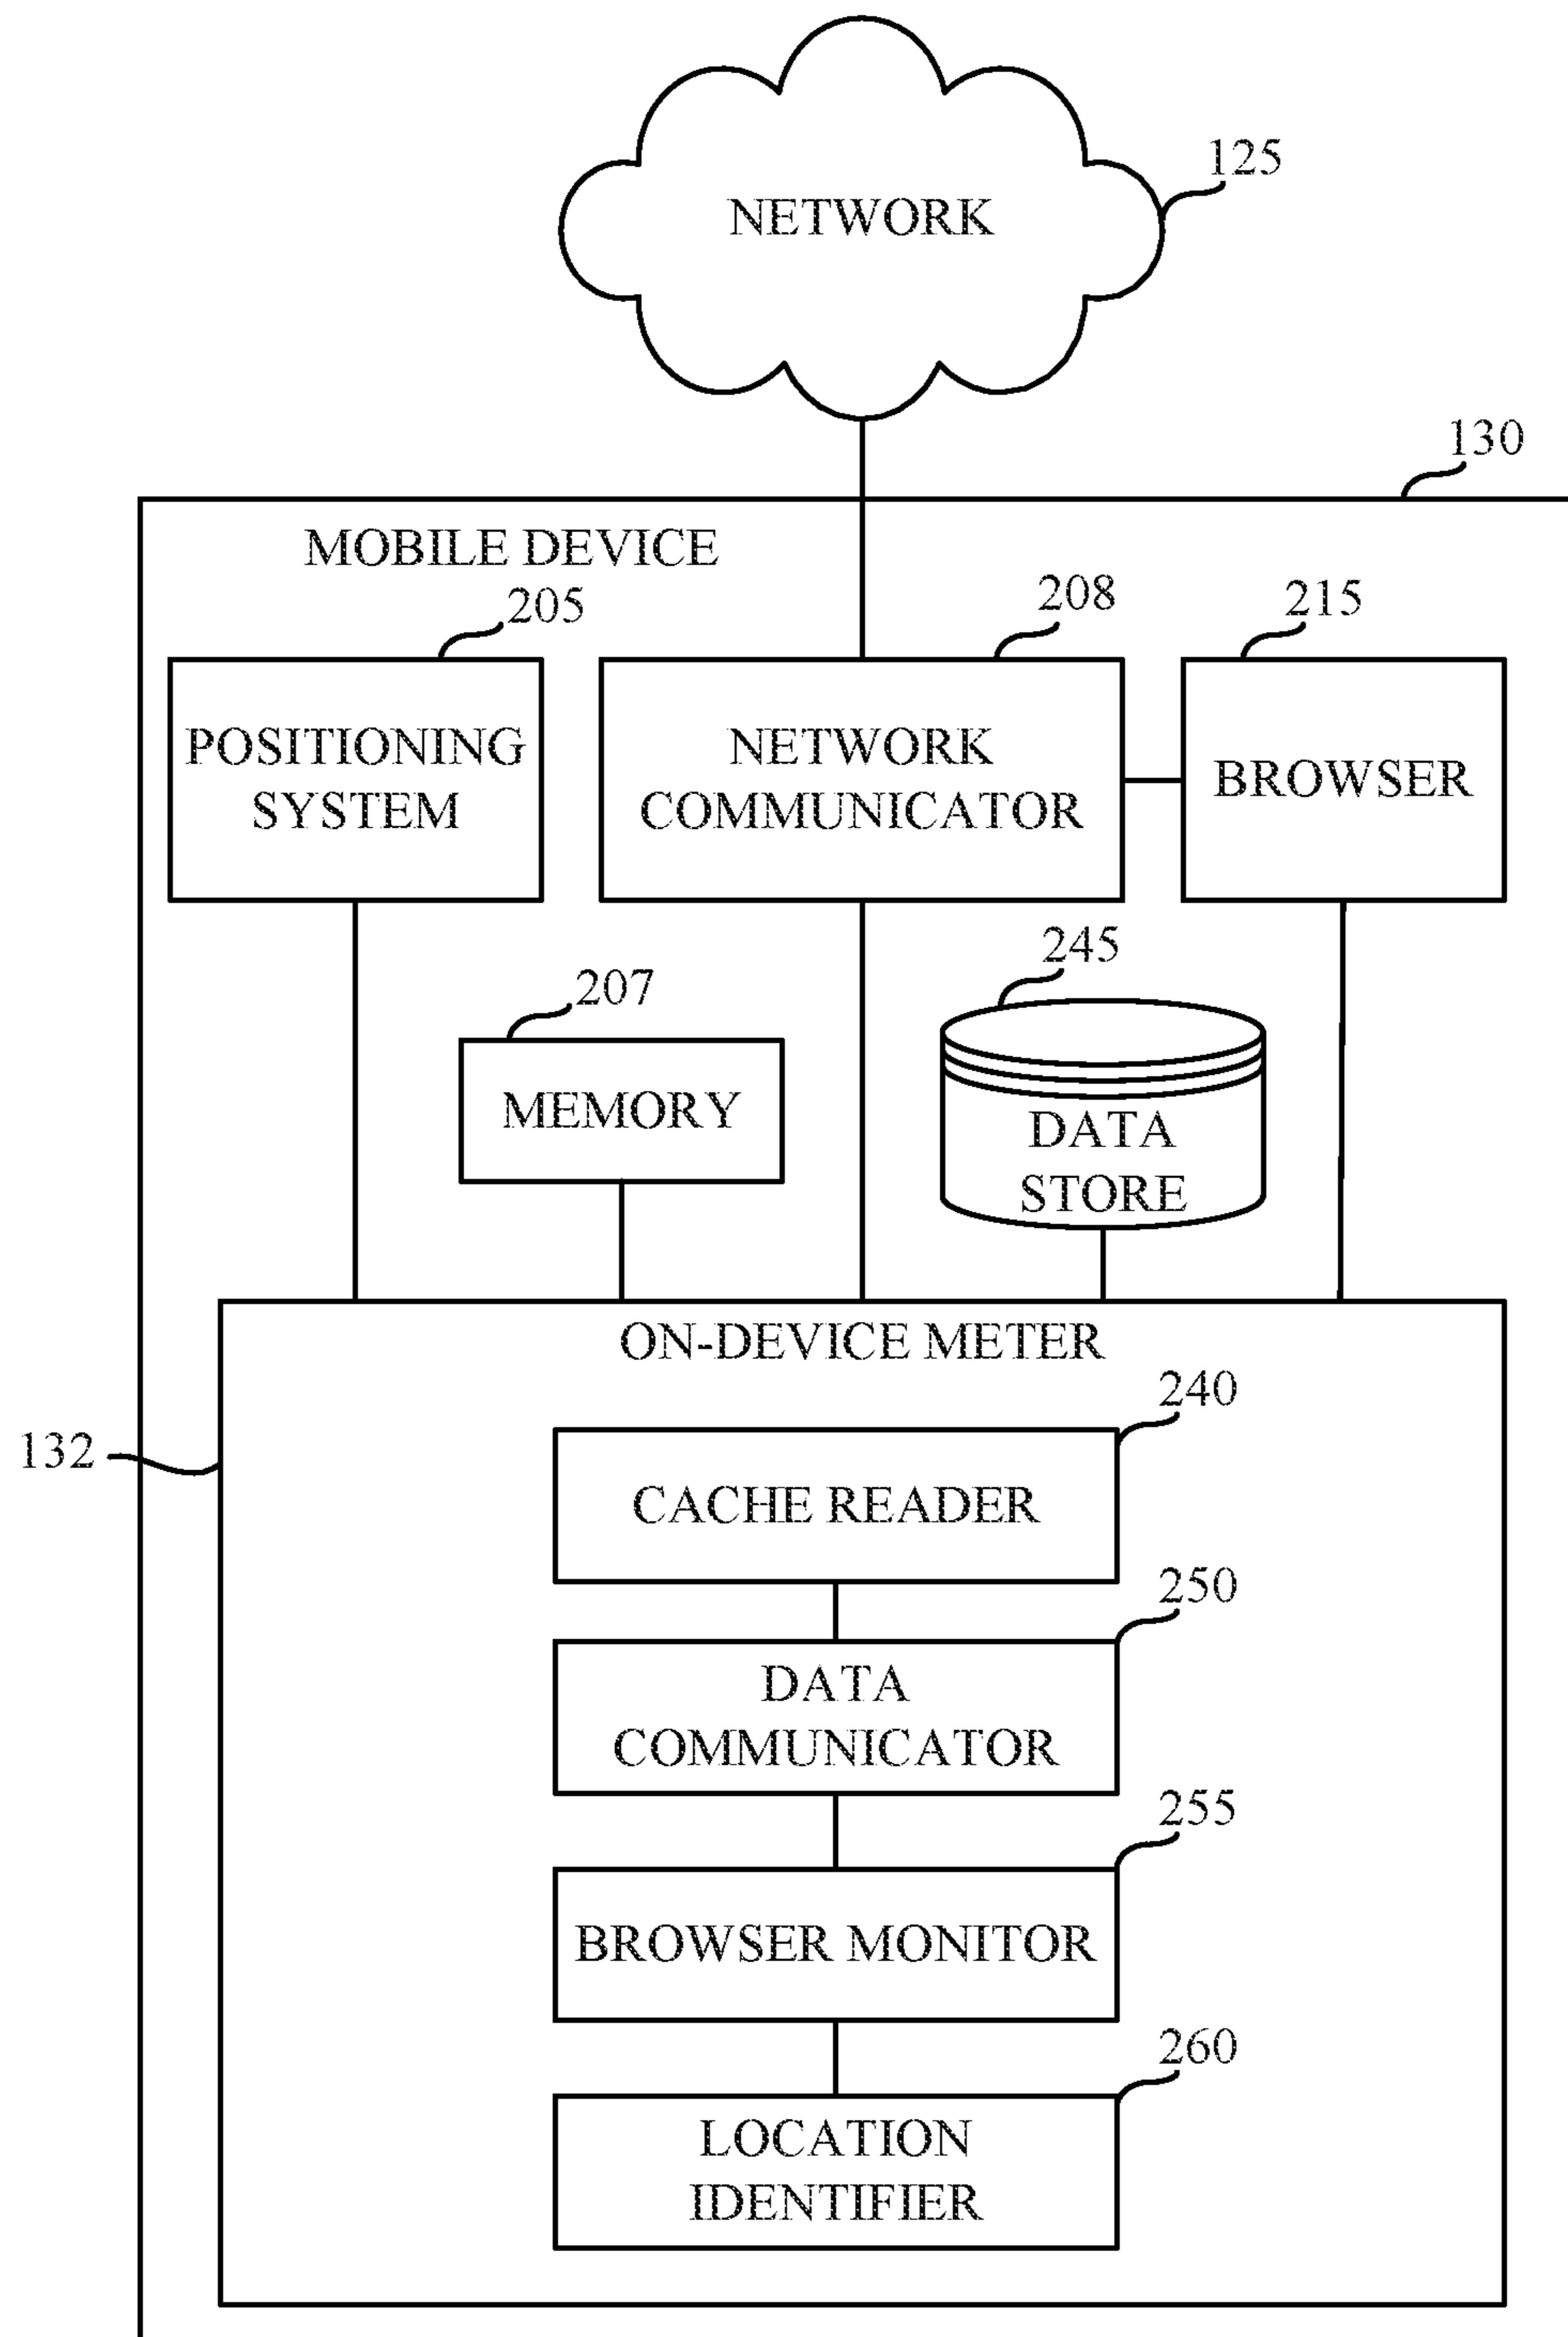 125
NETWORK
130
MOBILE DEVICE
205
208
215
POSITIONING
SYSTEM
NETWORK
COMMUNICATOR
BROWSER
245
207
MEMORY
DATA
STORE
ON-DEVICE METER
240
132
CACHE READER
250
DATA
COMMUNICATOR
255
BROWSER MONITOR
260
LOCATION
IDENTIFIER